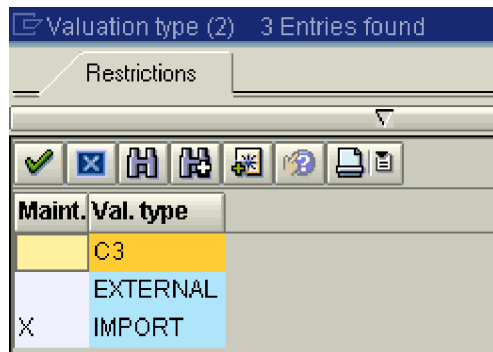 Valuation type (2) 3 Entries found
Restrictions
Maint. Val. type
C3
EXTERNAL
X IMPORT